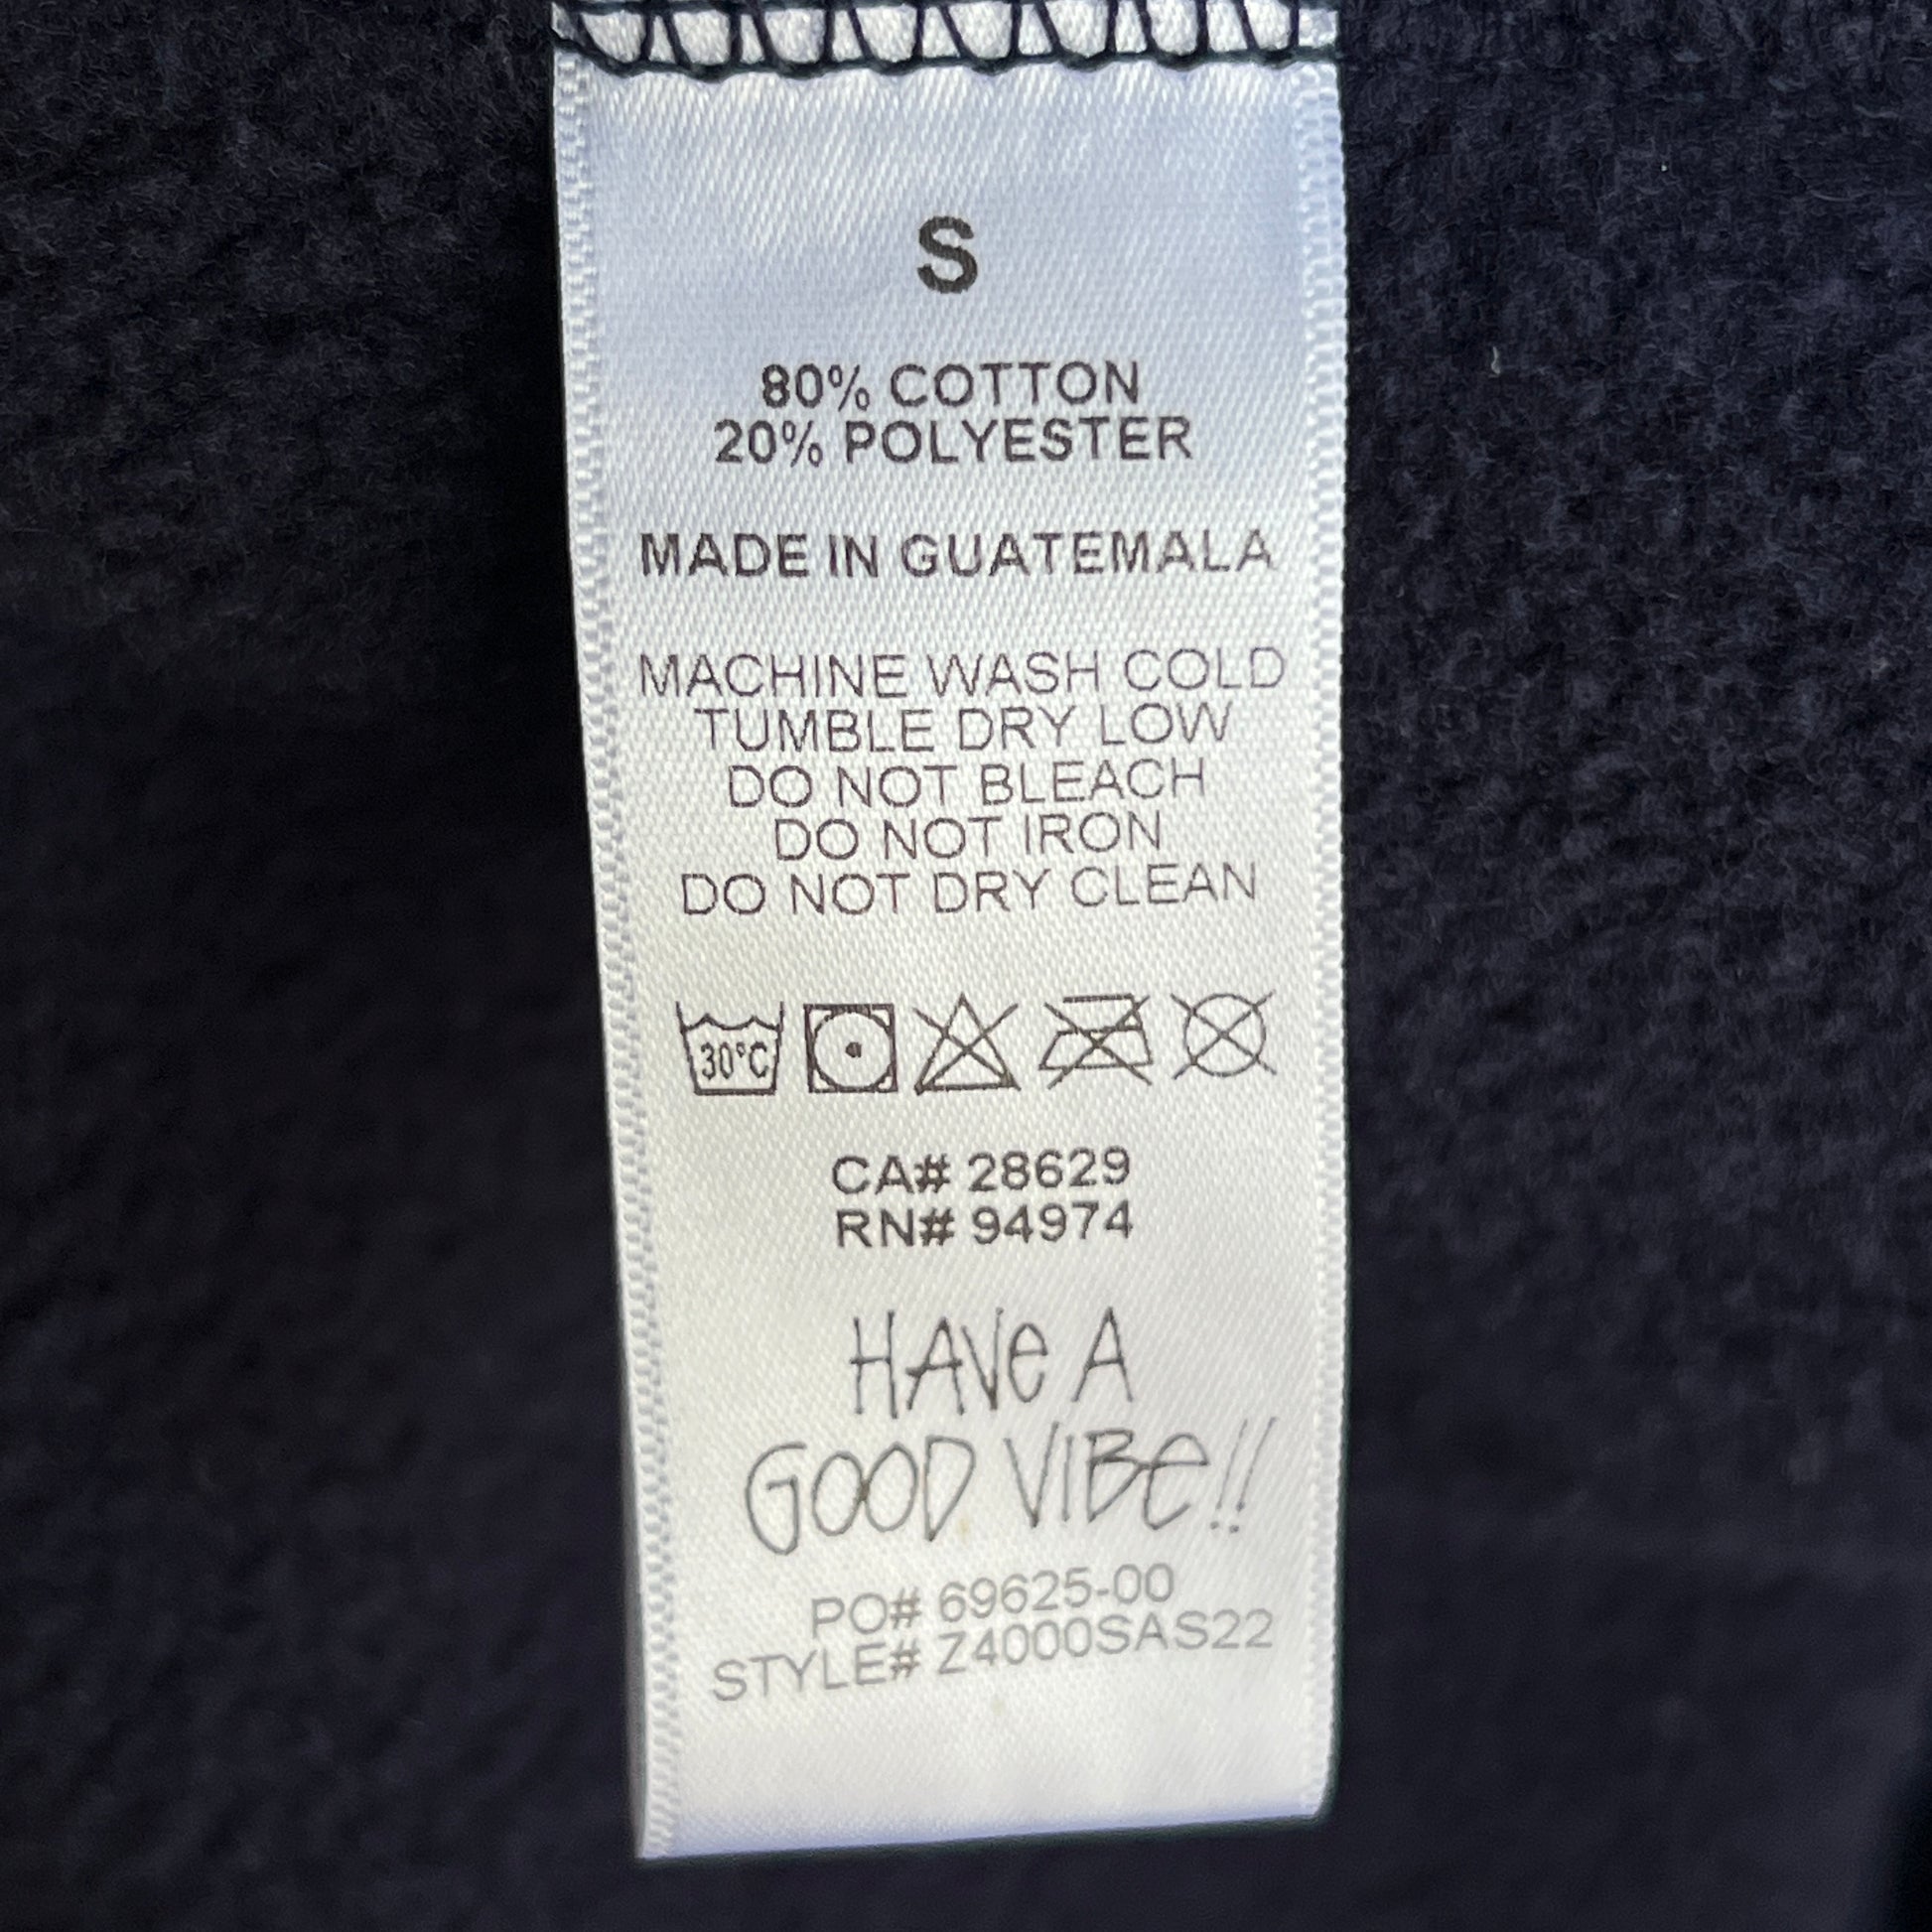 S
80% COTTON
20% POLYESTER
MADE IN GUATEMALA
MACHINE WASH COLD
TUMBLE DRY LOW
DO NOT BLEACH
DO NOT IRON
DO NOT DRY CLEAN
30°C
CA# 28629
RN# 94974
HAVe A
GOOD VIBe!!
PO# 69625-00
STYLE# Z4000SAS22